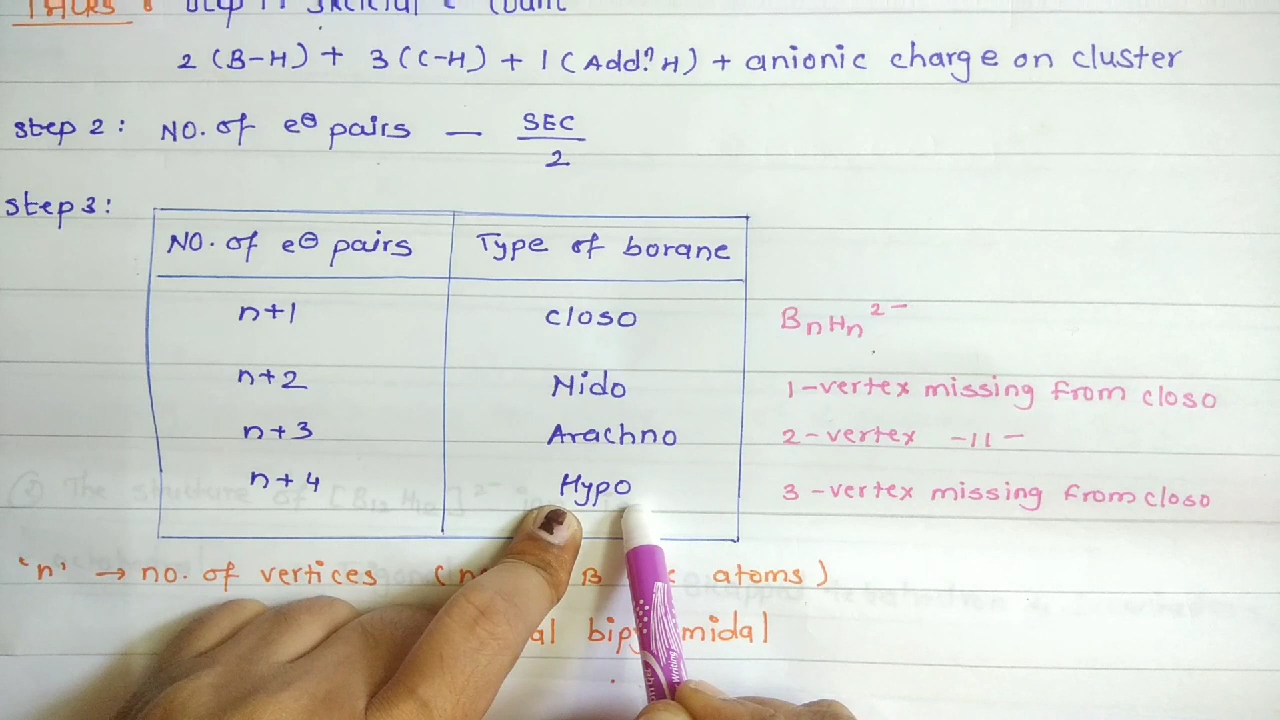 2 (B-H) + 3 (C-H) + 1 (Add? H) + anionic charge on cluster
step 2: NO. of e⊖ pairs — SEC/2
step 3:
NO. of e⊖ pairs Type of borane
n+1 closo BnHn²⁻
n+2 Nido 1-vertex missing from closo
n+3 Arachno 2-vertex -11-
n+4 Hypo 3-vertex missing from closo
'n' → no. of vertices B atoms)